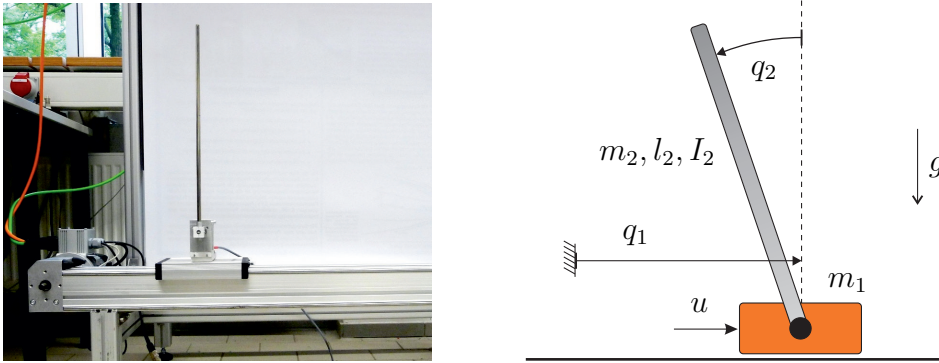 q₂
m₂, l₂, I₂
g
q₁
m₁
u